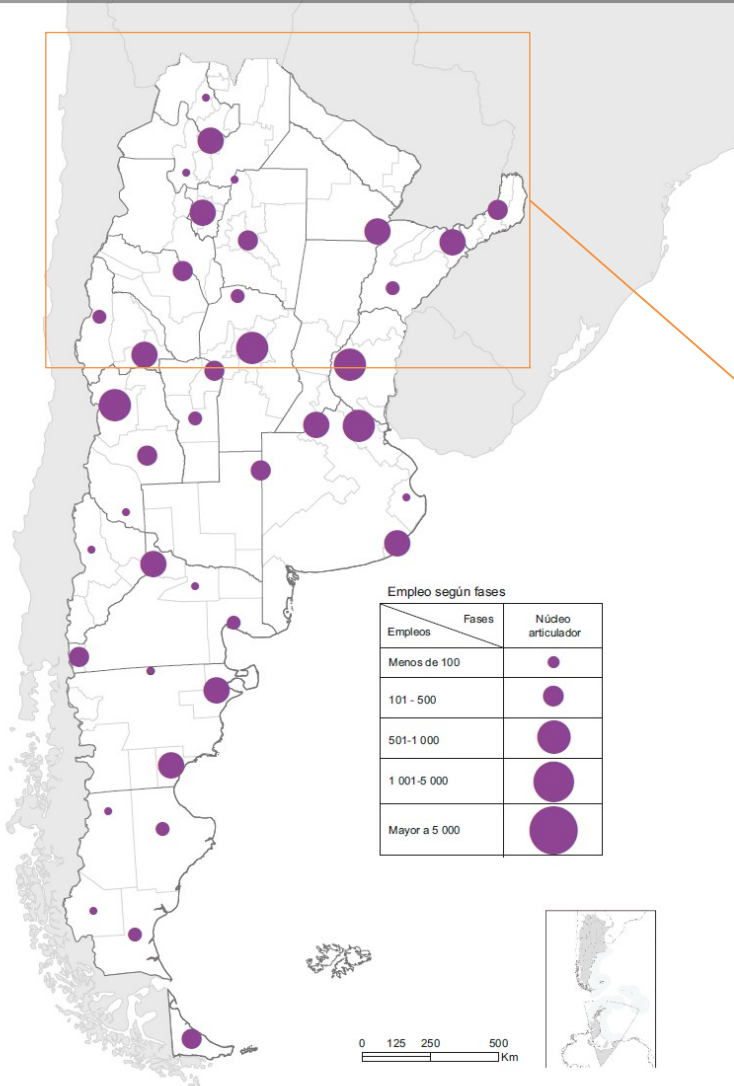 Empleo según fases
Fases
Empleos
Núcleo
articulador
Menos de 100
101 - 500
501-1 000
1 001-5 000
Mayor a 5 000
0 125 250 500
Km